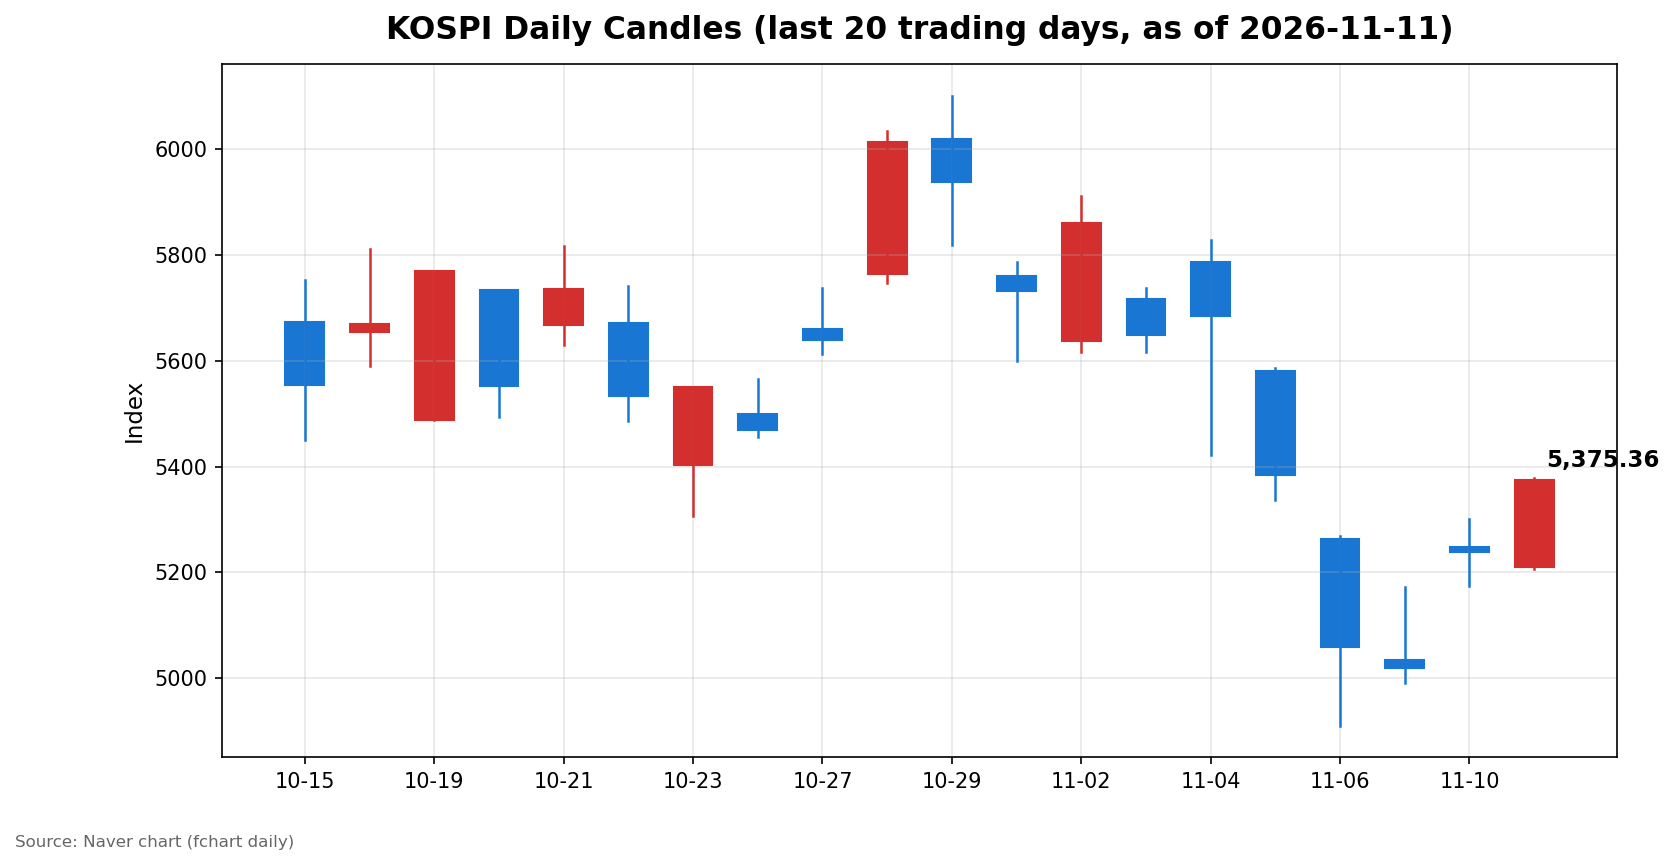 KOSPI Daily Candles (last 20 trading days, as of 2026-11-11)
Index
6000
5800
5600
5400
5200
5000
5,375.36
10-15 10-19 10-21 10-23 10-27 10-29 11-02 11-04 11-06 11-10
Source: Naver chart (fchart daily)